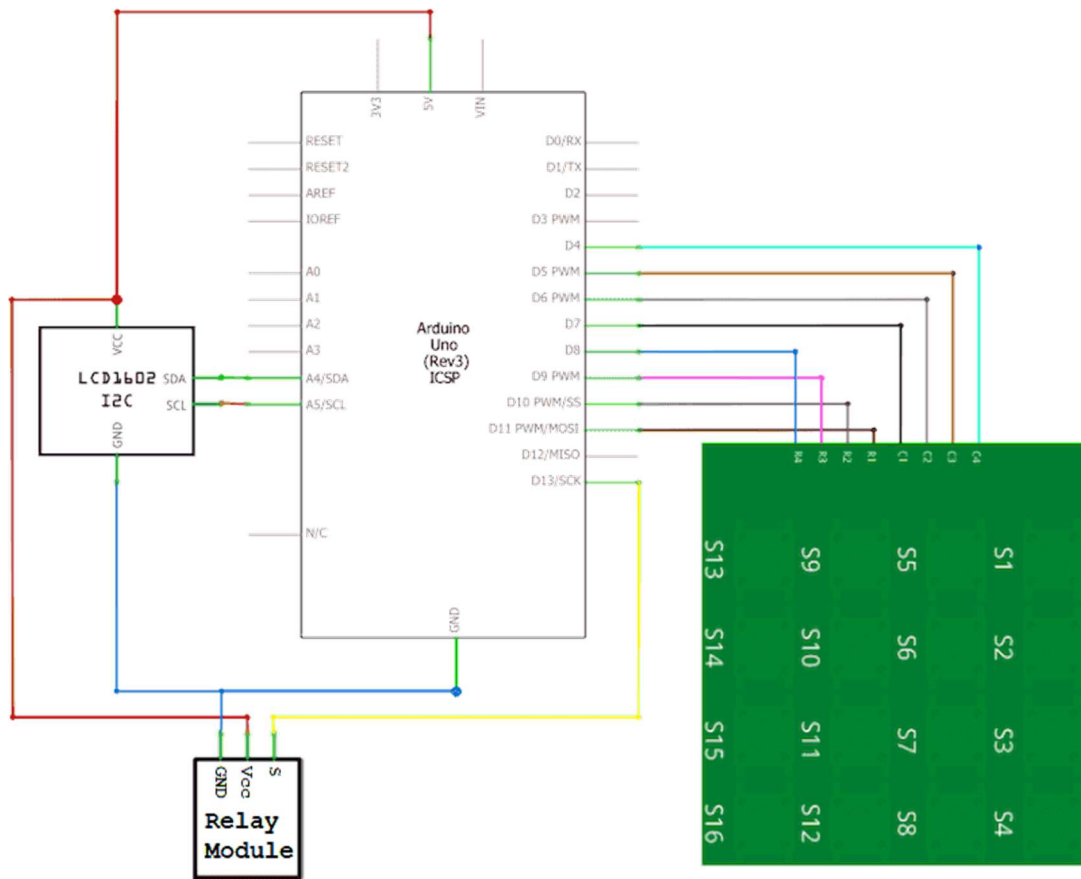 3V3
5V
VIN
RESET
RESET2
AREF
IOREF
A0
A1
A2
A3
A4/SDA
A5/SCL
N/C
D0/RX
D1/TX
D2
D3 PWM
D4
D5 PWM
D6 PWM
D7
D8
D9 PWM
D10 PWM/SS
D11 PWM/MOSI
D12/MISO
D13/SCK
GND
Arduino
Uno
(Rev3)
ICSP
VCC
LCD1602
I2C
SDA
SCL
GND
R4 R3 R2 R1 C1 C2 C3 C4
S13 S9 S5 S1
S14 S10 S6 S2
S15 S11 S7 S3
S16 S12 S8 S4
GND Vcc S
Relay
Module